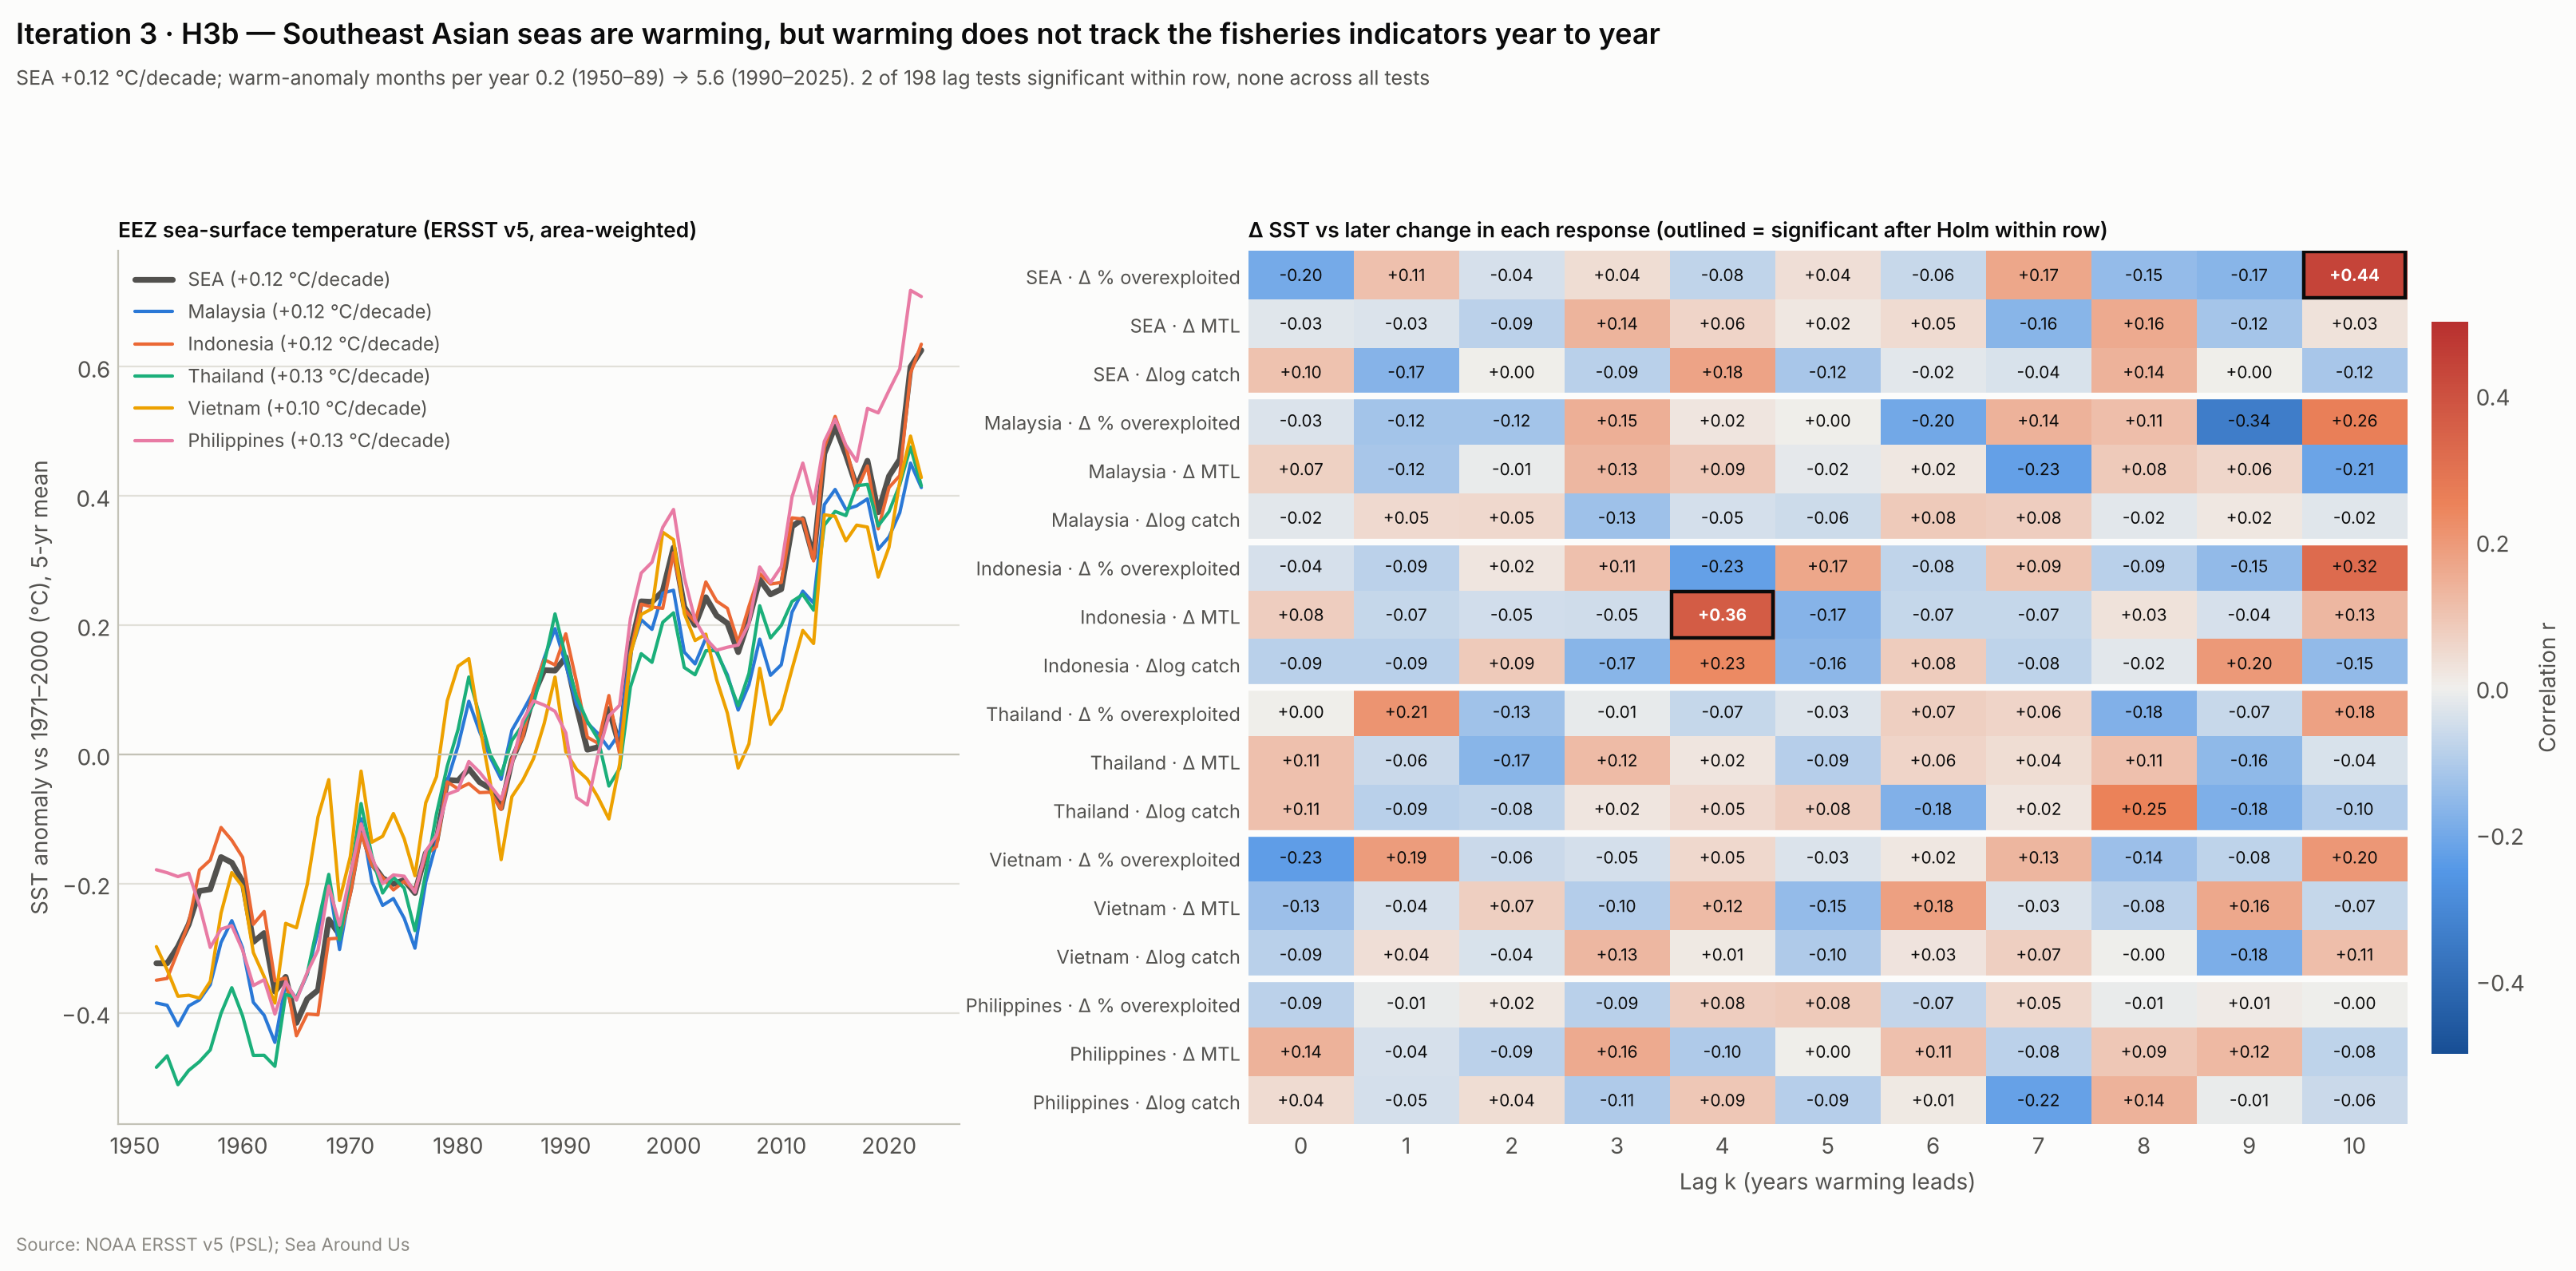 Iteration 3 · H3b — Southeast Asian seas are warming, but warming does not track the fisheries indicators year to year
SEA +0.12 °C/decade; warm-anomaly months per year 0.2 (1950–89) → 5.6 (1990–2025). 2 of 198 lag tests significant within row, none across all tests
EEZ sea-surface temperature (ERSST v5, area-weighted)
SEA (+0.12 °C/decade)
Malaysia (+0.12 °C/decade)
Indonesia (+0.12 °C/decade)
Thailand (+0.13 °C/decade)
Vietnam (+0.10 °C/decade)
Philippines (+0.13 °C/decade)
SST anomaly vs 1971–2000 (°C), 5-yr mean
0.6
0.4
0.2
0.0
−0.2
−0.4
1950 1960 1970 1980 1990 2000 2010 2020
Δ SST vs later change in each response (outlined = significant after Holm within row)
SEA · Δ % overexploited -0.20 +0.11 -0.04 +0.04 -0.08 +0.04 -0.06 +0.17 -0.15 -0.17 +0.44
SEA · Δ MTL -0.03 -0.03 -0.09 +0.14 +0.06 +0.02 +0.05 -0.16 +0.16 -0.12 +0.03
SEA · Δlog catch +0.10 -0.17 +0.00 -0.09 +0.18 -0.12 -0.02 -0.04 +0.14 +0.00 -0.12
Malaysia · Δ % overexploited -0.03 -0.12 -0.12 +0.15 +0.02 +0.00 -0.20 +0.14 +0.11 -0.34 +0.26
Malaysia · Δ MTL +0.07 -0.12 -0.01 +0.13 +0.09 -0.02 +0.02 -0.23 +0.08 +0.06 -0.21
Malaysia · Δlog catch -0.02 +0.05 +0.05 -0.13 -0.05 -0.06 +0.08 +0.08 -0.02 +0.02 -0.02
Indonesia · Δ % overexploited -0.04 -0.09 +0.02 +0.11 -0.23 +0.17 -0.08 +0.09 -0.09 -0.15 +0.32
Indonesia · Δ MTL +0.08 -0.07 -0.05 -0.05 +0.36 -0.17 -0.07 -0.07 +0.03 -0.04 +0.13
Indonesia · Δlog catch -0.09 -0.09 +0.09 -0.17 +0.23 -0.16 +0.08 -0.08 -0.02 +0.20 -0.15
Thailand · Δ % overexploited +0.00 +0.21 -0.13 -0.01 -0.07 -0.03 +0.07 +0.06 -0.18 -0.07 +0.18
Thailand · Δ MTL +0.11 -0.06 -0.17 +0.12 +0.02 -0.09 +0.06 +0.04 +0.11 -0.16 -0.04
Thailand · Δlog catch +0.11 -0.09 -0.08 +0.02 +0.05 +0.08 -0.18 +0.02 +0.25 -0.18 -0.10
Vietnam · Δ % overexploited -0.23 +0.19 -0.06 -0.05 +0.05 -0.03 +0.02 +0.13 -0.14 -0.08 +0.20
Vietnam · Δ MTL -0.13 -0.04 +0.07 -0.10 +0.12 -0.15 +0.18 -0.03 -0.08 +0.16 -0.07
Vietnam · Δlog catch -0.09 +0.04 -0.04 +0.13 +0.01 -0.10 +0.03 +0.07 -0.00 -0.18 +0.11
Philippines · Δ % overexploited -0.09 -0.01 +0.02 -0.09 +0.08 +0.08 -0.07 +0.05 -0.01 +0.01 -0.00
Philippines · Δ MTL +0.14 -0.04 -0.09 +0.16 -0.10 +0.00 +0.11 -0.08 +0.09 +0.12 -0.08
Philippines · Δlog catch +0.04 -0.05 +0.04 -0.11 +0.09 -0.09 +0.01 -0.22 +0.14 -0.01 -0.06
0 1 2 3 4 5 6 7 8 9 10
Lag k (years warming leads)
0.4
0.2
0.0
−0.2
−0.4
Correlation r
Source: NOAA ERSST v5 (PSL); Sea Around Us